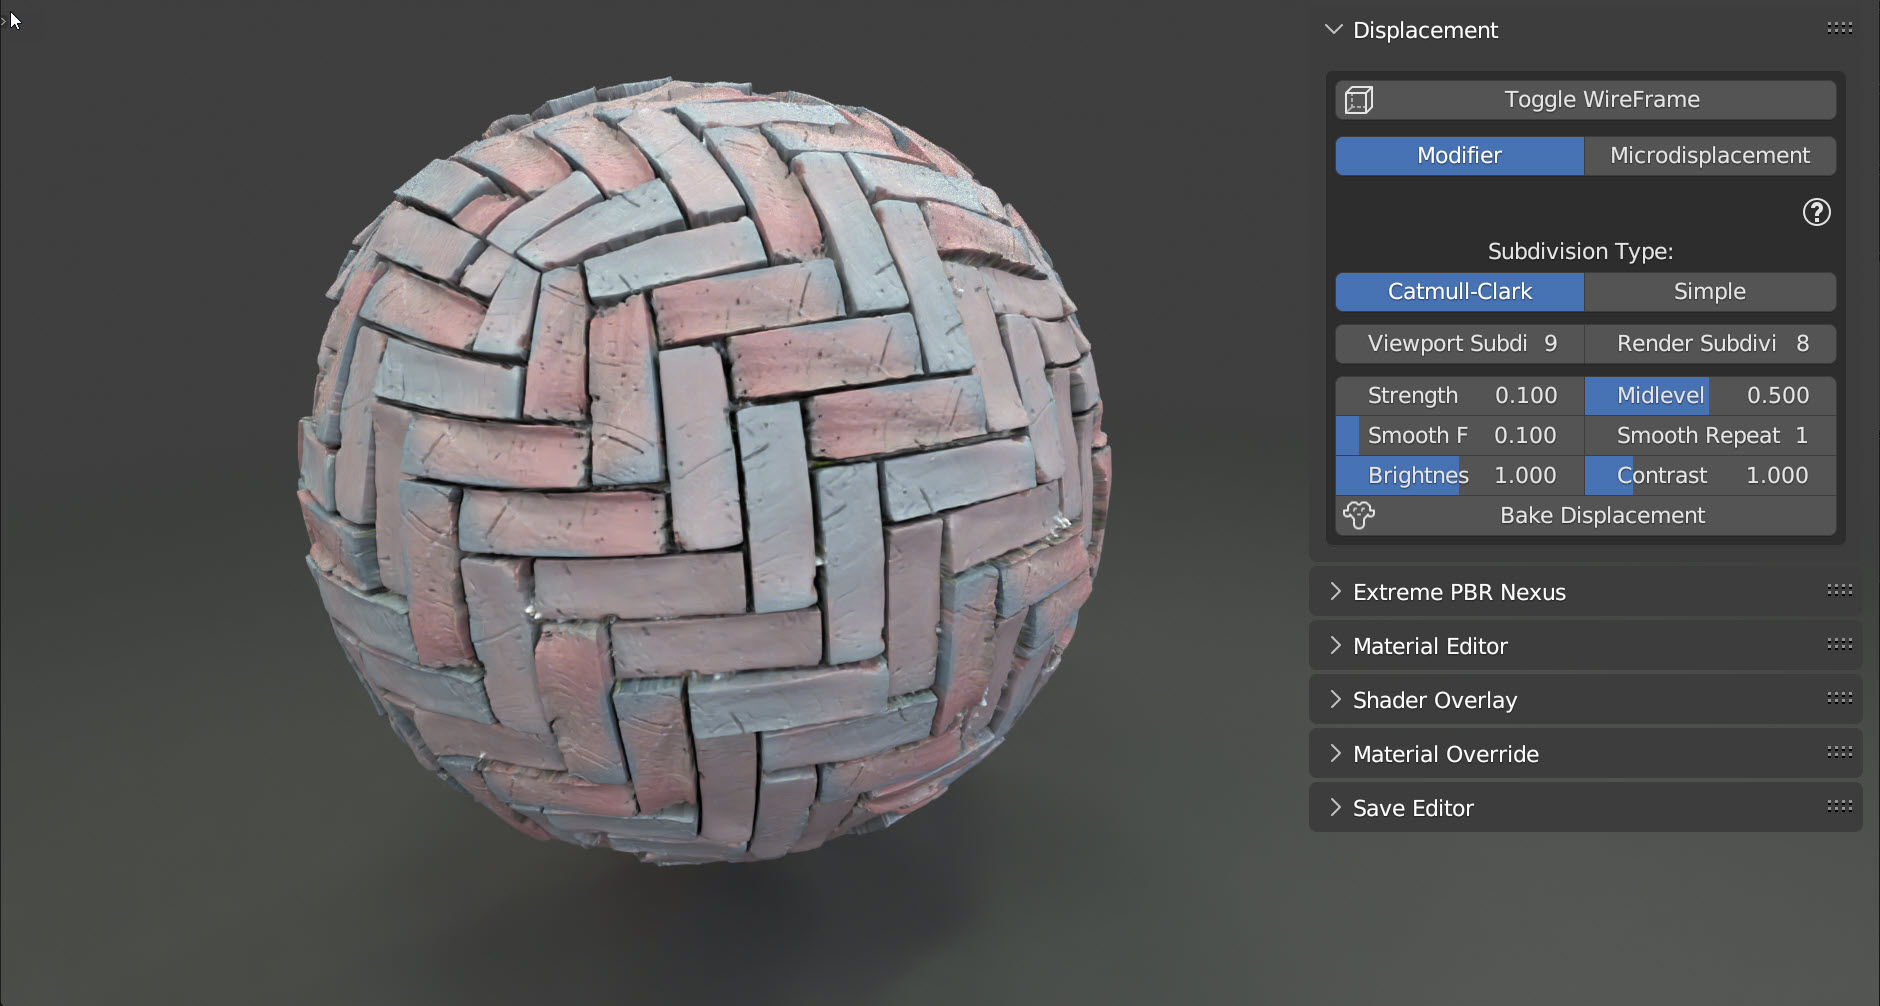 Displacement
Toggle WireFrame
Modifier Microdisplacement
?
Subdivision Type:
Catmull-Clark Simple
Viewport Subdi 9 Render Subdivi 8
Strength 0.100 Midlevel 0.500
Smooth F 0.100 Smooth Repeat 1
Brightnes 1.000 Contrast 1.000
Bake Displacement
Extreme PBR Nexus
Material Editor
Shader Overlay
Material Override
Save Editor